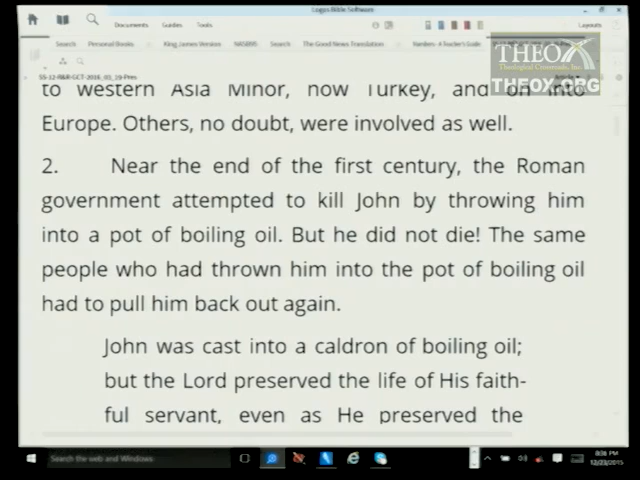 Logos Bible Software
Documents Guides Tools Layouts
Search Personal Books King James Version NASB95 Search The Good News Translation
THEOX
THEOX.ORG
to western Asia Minor, now Turkey, and on into
Europe. Others, no doubt, were involved as well.
2. Near the end of the first century, the Roman
government attempted to kill John by throwing him
into a pot of boiling oil. But he did not die! The same
people who had thrown him into the pot of boiling oil
had to pull him back out again.
John was cast into a caldron of boiling oil;
but the Lord preserved the life of His faith-
ful servant, even as He preserved the
Search the web and Windows
12/23/2015